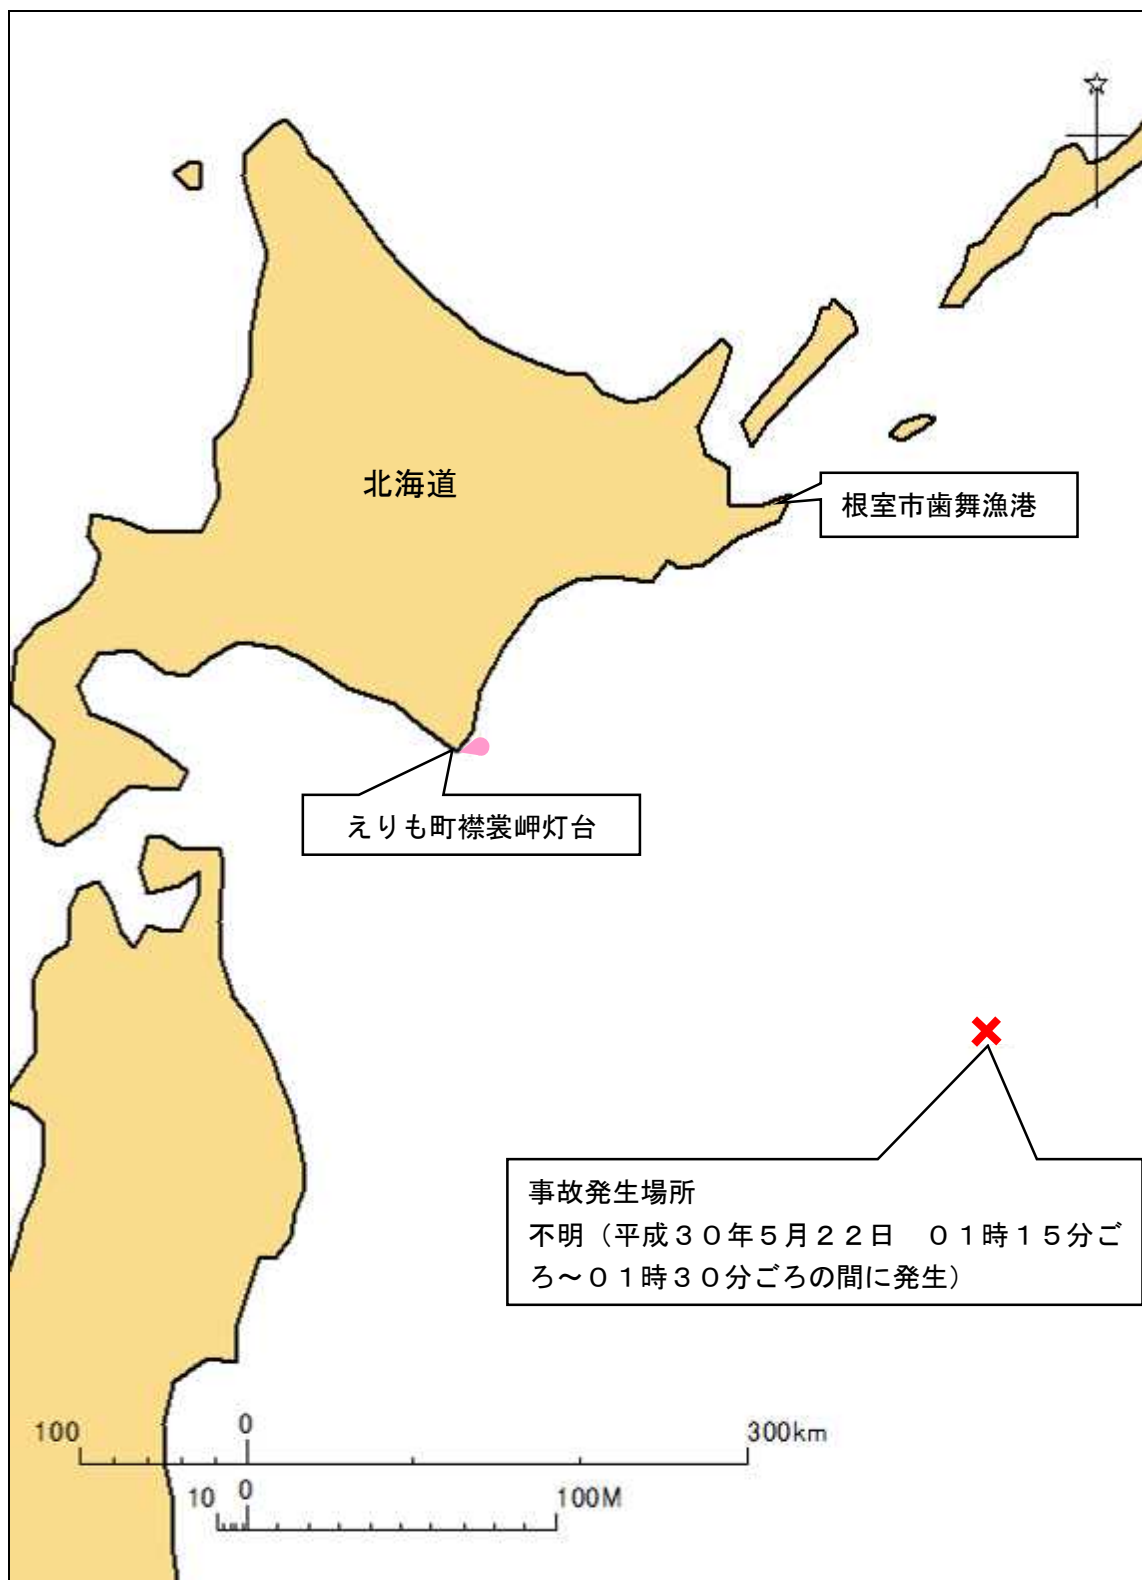 北海道
根室市歯舞漁港
えりも町襟裳岬灯台
事故発生場所
不明（平成３０年５月２２日　０１時１５分ご
ろ～０１時３０分ごろの間に発生）
100 0 300km
10 0 100M